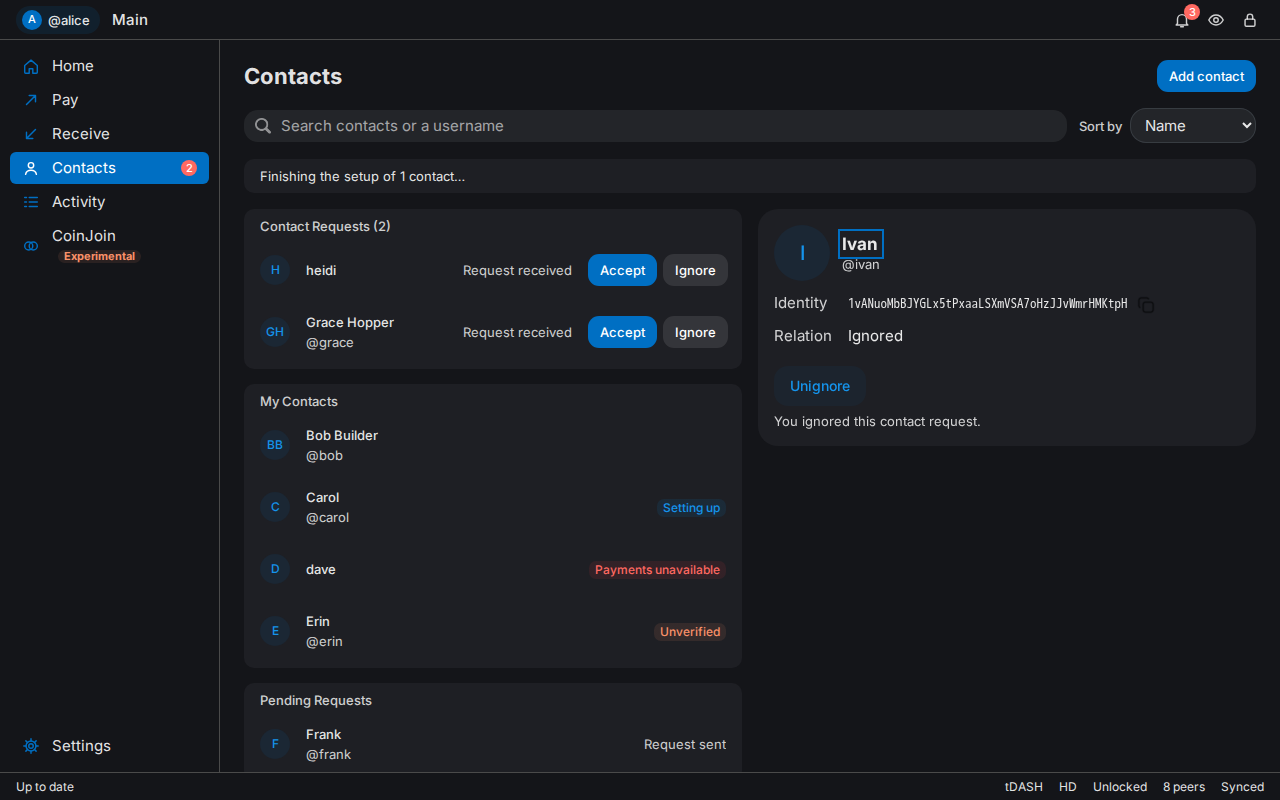 A @alice Main 3
Home
Pay
Receive
Contacts 2
Activity
CoinJoin
Experimental
Settings
Contacts
Add contact
Search contacts or a username
Sort by Name
Finishing the setup of 1 contact...
Contact Requests (2)
H heidi Request received Accept Ignore
GH Grace Hopper
@grace
Request received Accept Ignore
My Contacts
BB Bob Builder
@bob
C Carol
@carol
Setting up
D dave Payments unavailable
E Erin
@erin
Unverified
Pending Requests
F Frank
@frank
Request sent
I Ivan
@ivan
Identity 1vANuoMbBJYGLx5tPxaaLSXmVSA7oHzJJvWmrHMKtpH
Relation Ignored
Unignore
You ignored this contact request.
Up to date
tDASH HD Unlocked 8 peers Synced